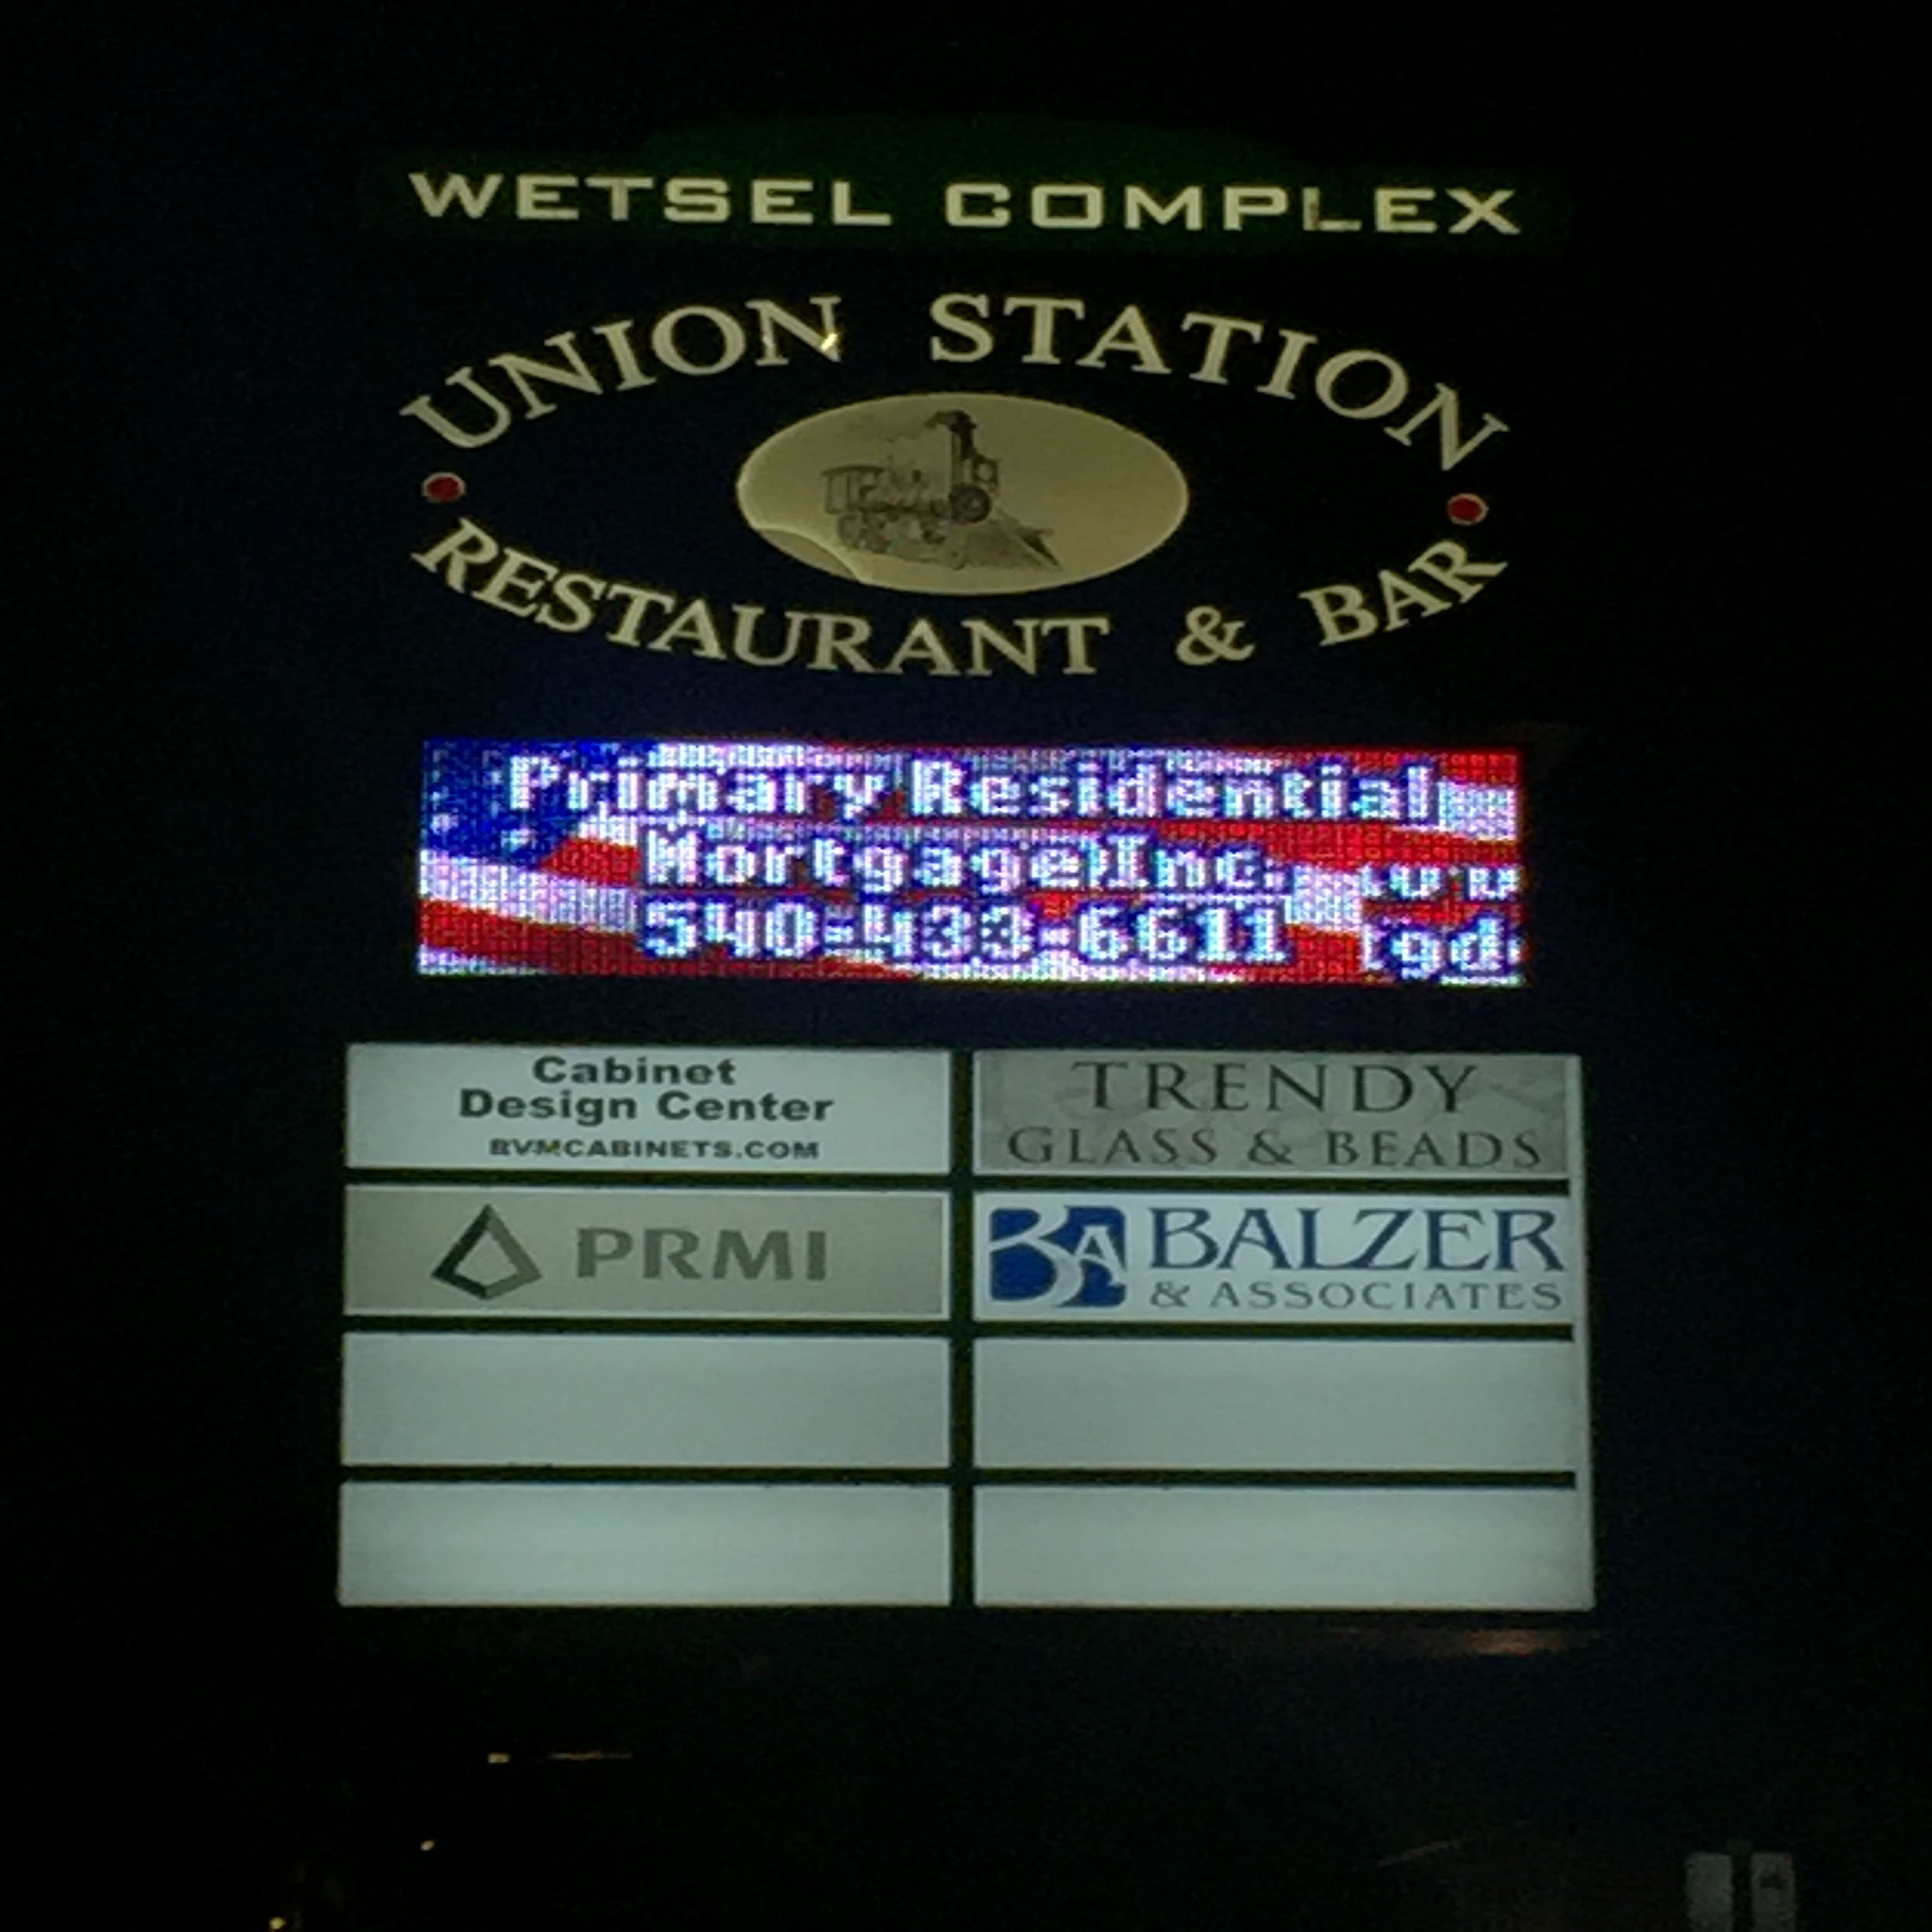 WETSEL COMPLEX
UNION STATION
RESTAURANT & BAR
Primary Residential
Mortgage Inc.
540-433-6611
Cabinet
Design Center
BVMCABINETS.COM
TRENDY
GLASS & BEADS
PRMI
BA BALZER
& ASSOCIATES